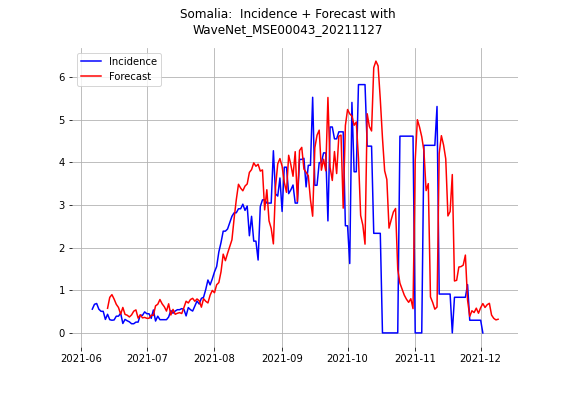 Somalia:  Incidence + Forecast with
WaveNet_MSE00043_20211127
Incidence
Forecast
6
5
4
3
2
1
0
2021-06 2021-07 2021-08 2021-09 2021-10 2021-11 2021-12